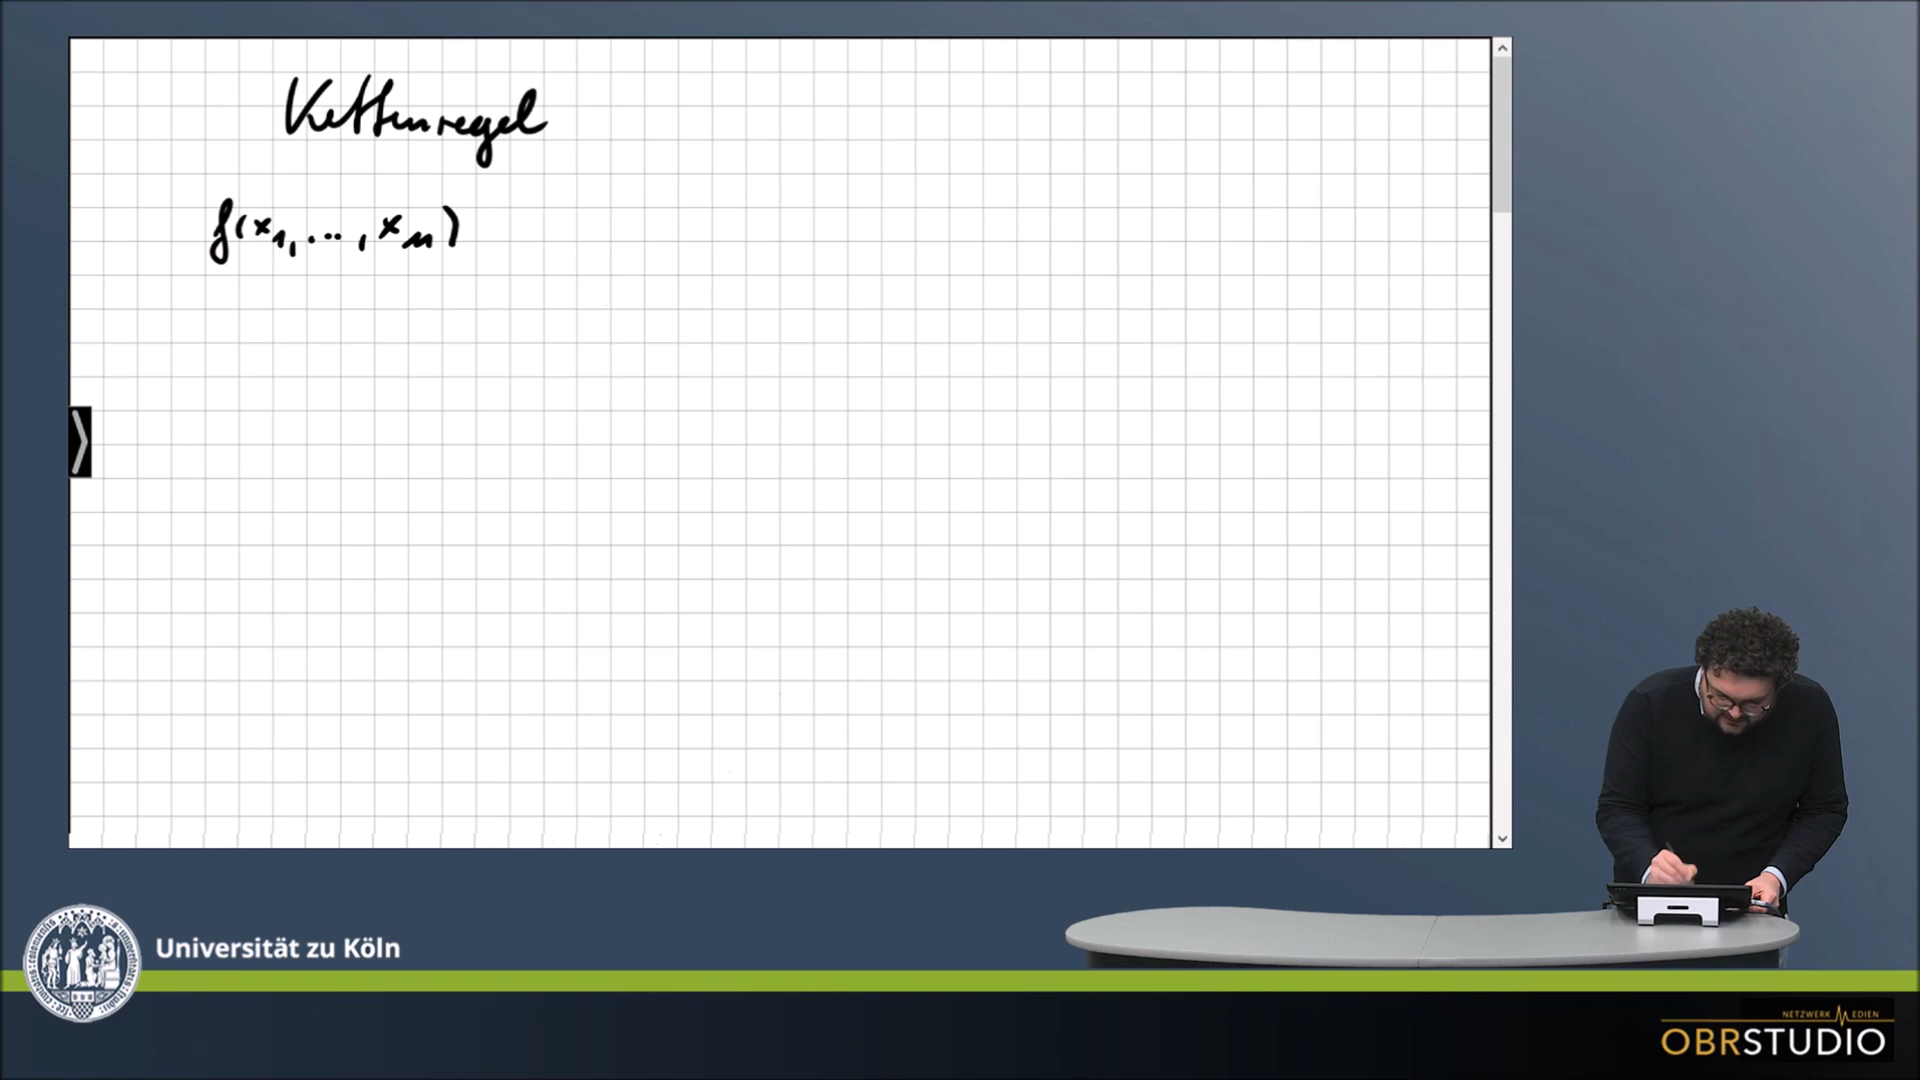 Kettenregel
f(x₁, ..., xₙ)
Universität zu Köln
NETZWERK MEDIEN
OBRSTUDIO